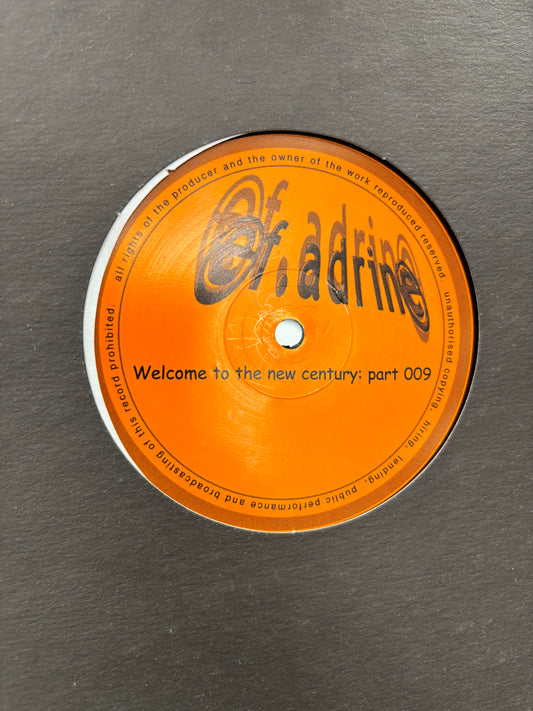 all rights of the producer and the owner of the work reproduced reserved. unauthorised copying, hiring, lending, public performance and broadcasting of this record prohibited.
ef.adrine
Welcome to the new century: part 009